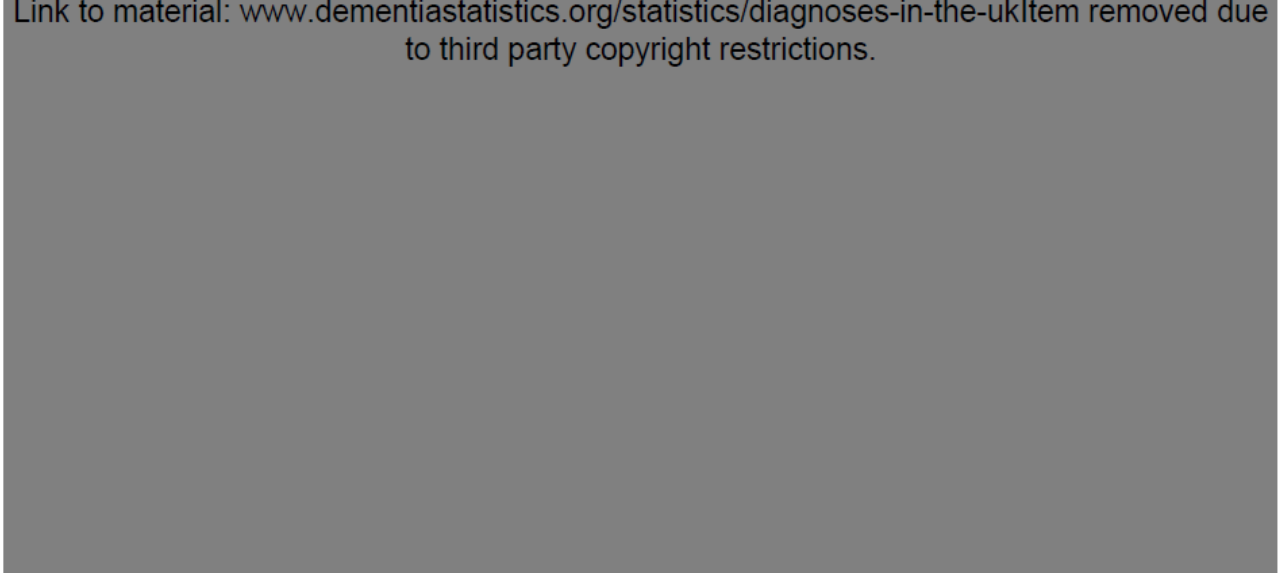 Link to material: www.dementiastatistics.org/statistics/diagnoses-in-the-ukItem removed due
to third party copyright restrictions.